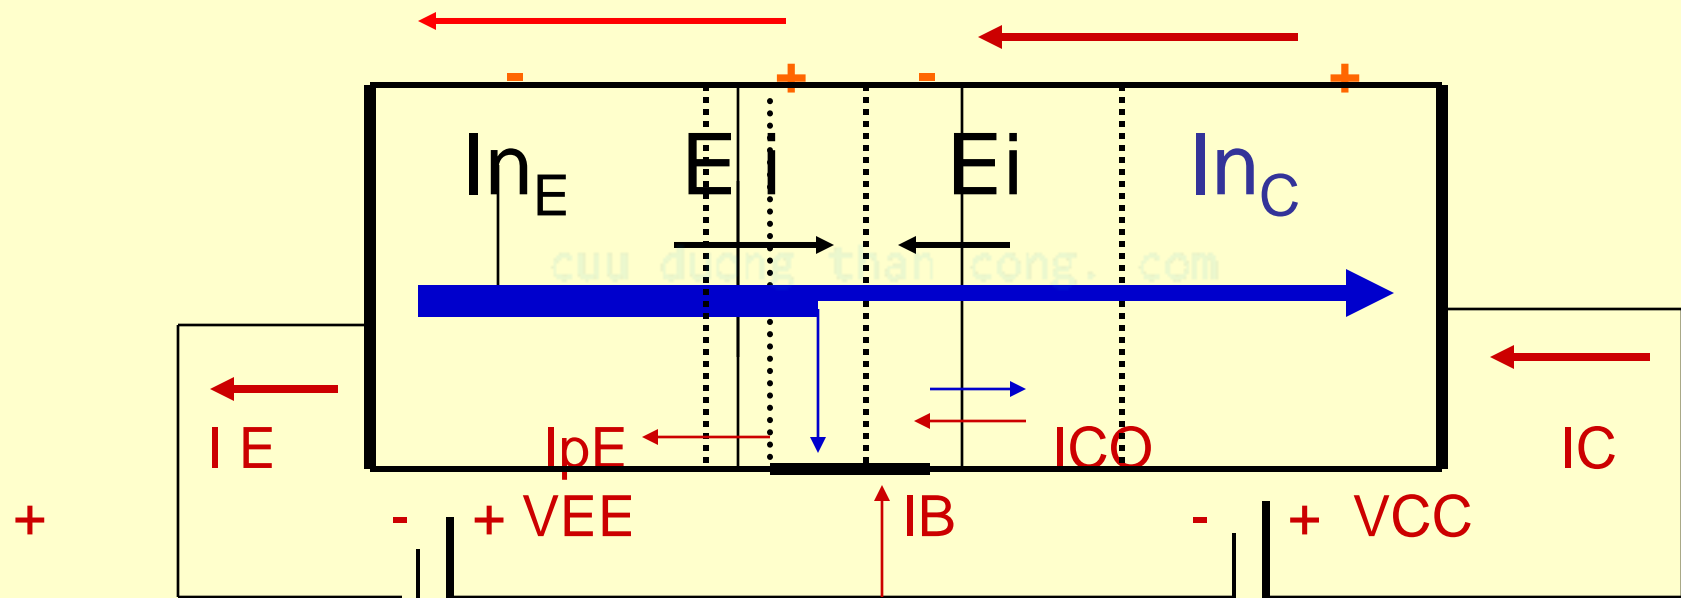 - + - +
InE E i Ei InC
cuu duong than cong. com
I E IpE ICO IC
+ - + VEE IB - + VCC